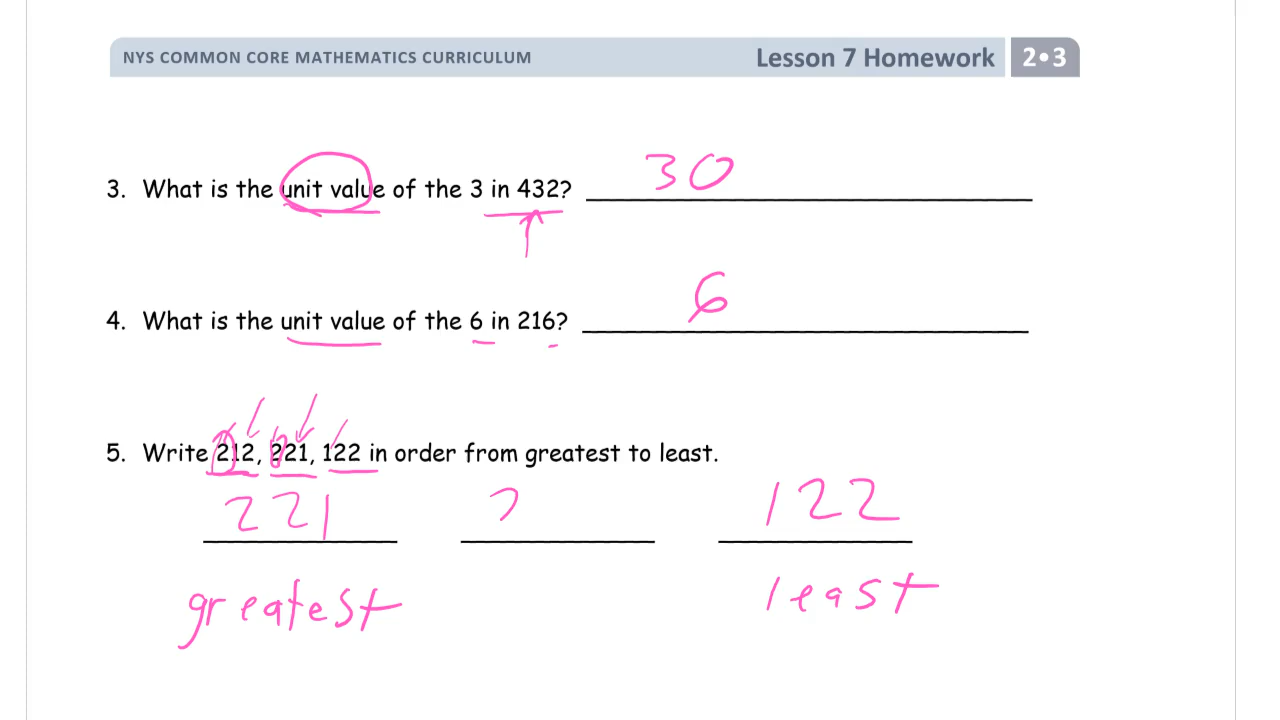 NYS COMMON CORE MATHEMATICS CURRICULUM Lesson 7 Homework 2•3
3. What is the unit value of the 3 in 432? 30
4. What is the unit value of the 6 in 216? 6
5. Write 212, 221, 122 in order from greatest to least.
221 2 122
greatest least